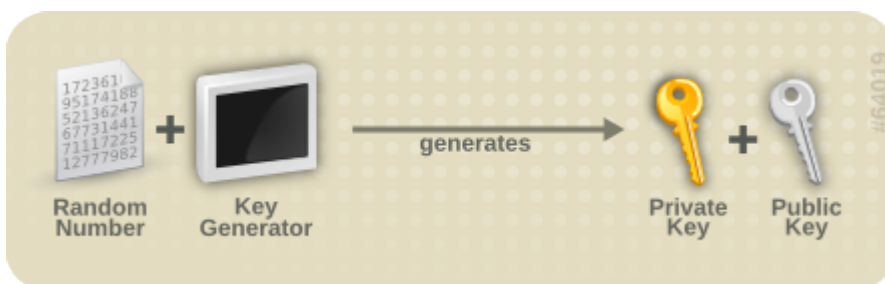 172361
95174188
52136247
67731441
71117225
12777982
+
Random
Number
Key
Generator
generates
Private
Key
+
Public
Key
#64019